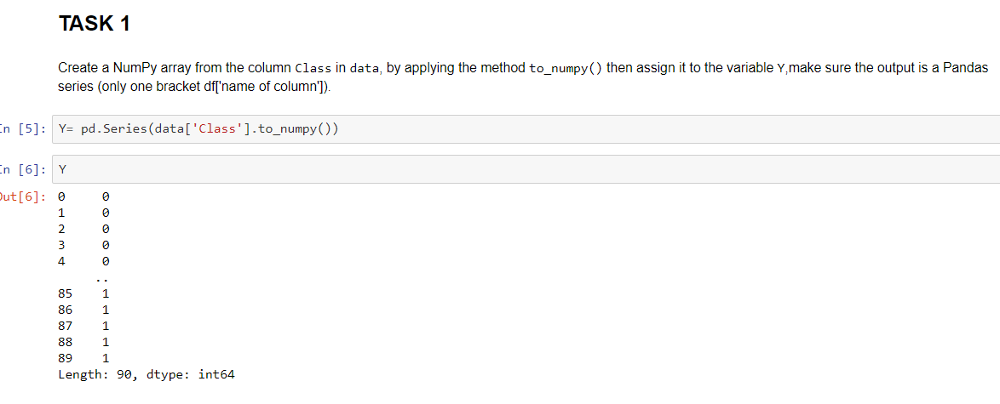 TASK 1
Create a NumPy array from the column Class in data, by applying the method to_numpy() then assign it to the variable Y,make sure the output is a Pandas
series (only one bracket df['name of column']).
In [5]: Y= pd.Series(data['Class'].to_numpy())
In [6]: Y
Out[6]: 0 0
1 0
2 0
3 0
4 0
..
85 1
86 1
87 1
88 1
89 1
Length: 90, dtype: int64